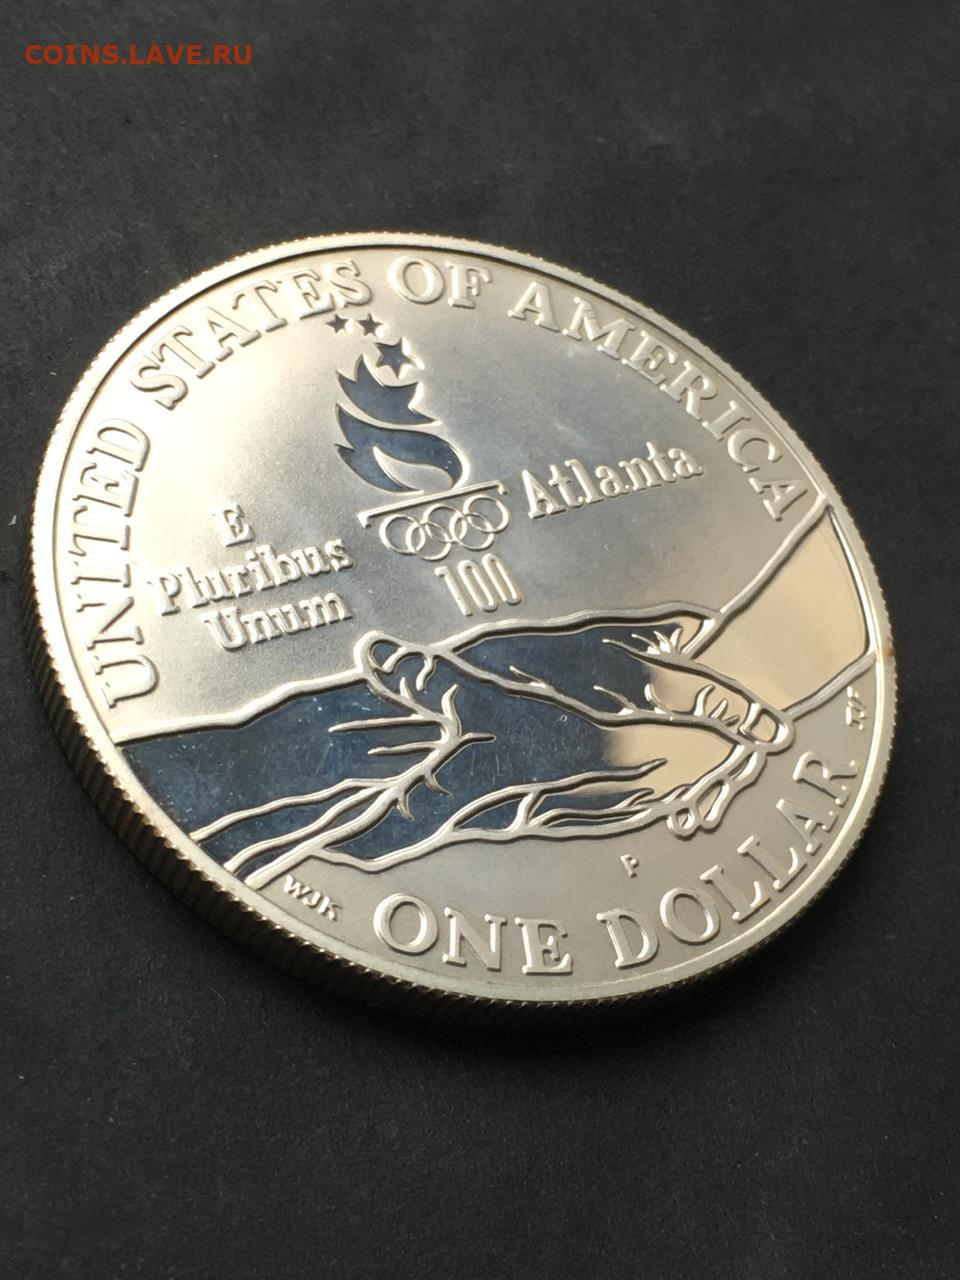 COINS.LAVE.RU
UNITED STATES OF AMERICA
Atlanta
E
Pluribus
Unum
100
P
WJK
ONE DOLLAR